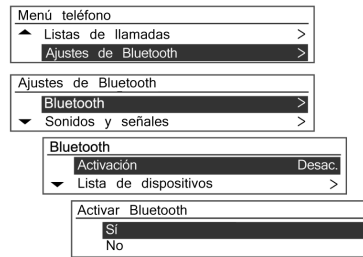 Menú teléfono
Listas de llamadas >
Ajustes de Bluetooth >
Ajustes de Bluetooth
Bluetooth >
Sonidos y señales >
Bluetooth
Activación Desac.
Lista de dispositivos >
Activar Bluetooth
Sí
No